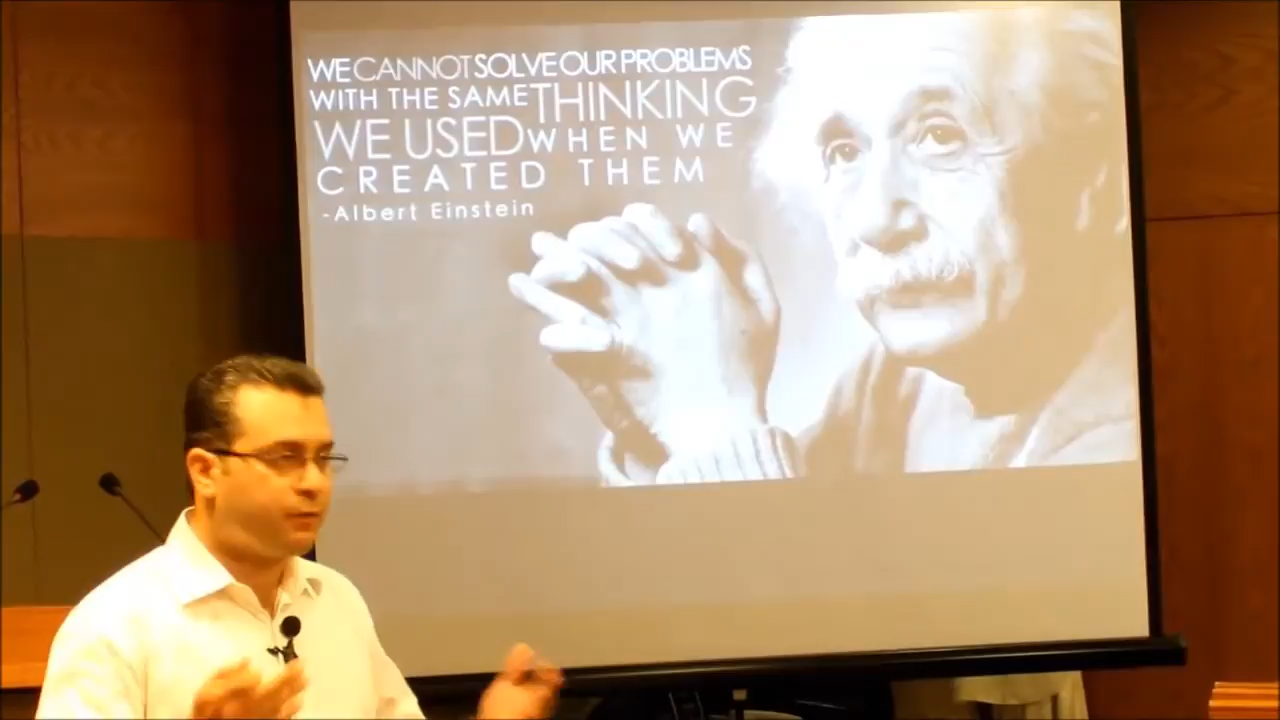 WE CANNOT SOLVE OUR PROBLEMS
WITH THE SAME THINKING
WE USED WHEN WE
CREATED THEM
-Albert Einstein